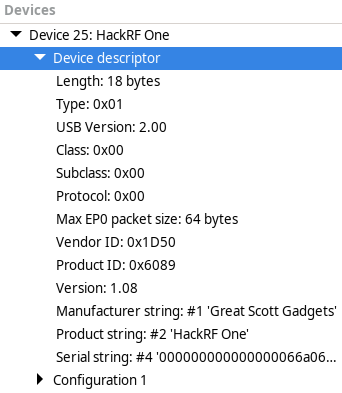 Devices
Device 25: HackRF One
Device descriptor
Length: 18 bytes
Type: 0x01
USB Version: 2.00
Class: 0x00
Subclass: 0x00
Protocol: 0x00
Max EP0 packet size: 64 bytes
Vendor ID: 0x1D50
Product ID: 0x6089
Version: 1.08
Manufacturer string: #1 'Great Scott Gadgets'
Product string: #2 'HackRF One'
Serial string: #4 '000000000000000066a06...
Configuration 1